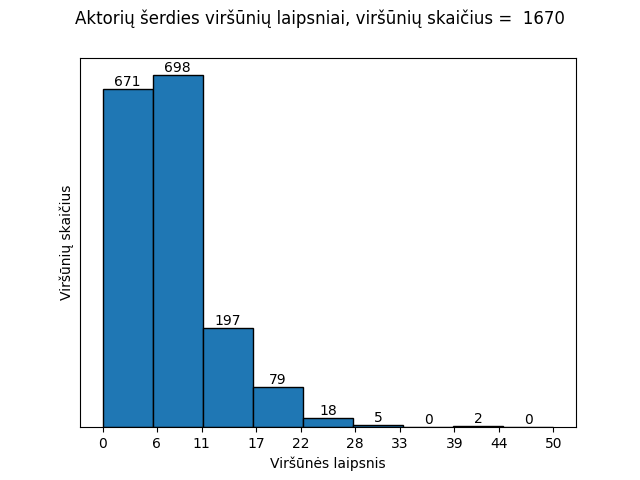 Aktorių šerdies viršūnių laipsniai, viršūnių skaičius =  1670
Viršūnių skaičius
671
698
197
79
18
5
0
2
0
0 6 11 17 22 28 33 39 44 50
Viršūnės laipsnis